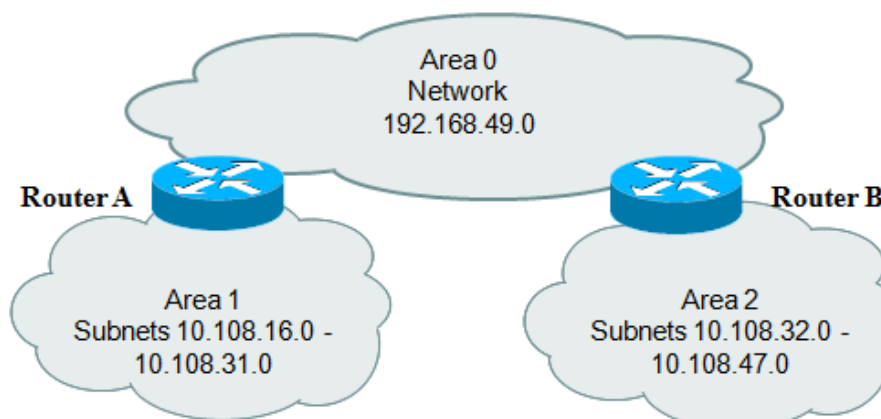 Area 0
Network
192.168.49.0
Router A
Router B
Area 1
Subnets 10.108.16.0 -
10.108.31.0
Area 2
Subnets 10.108.32.0 -
10.108.47.0